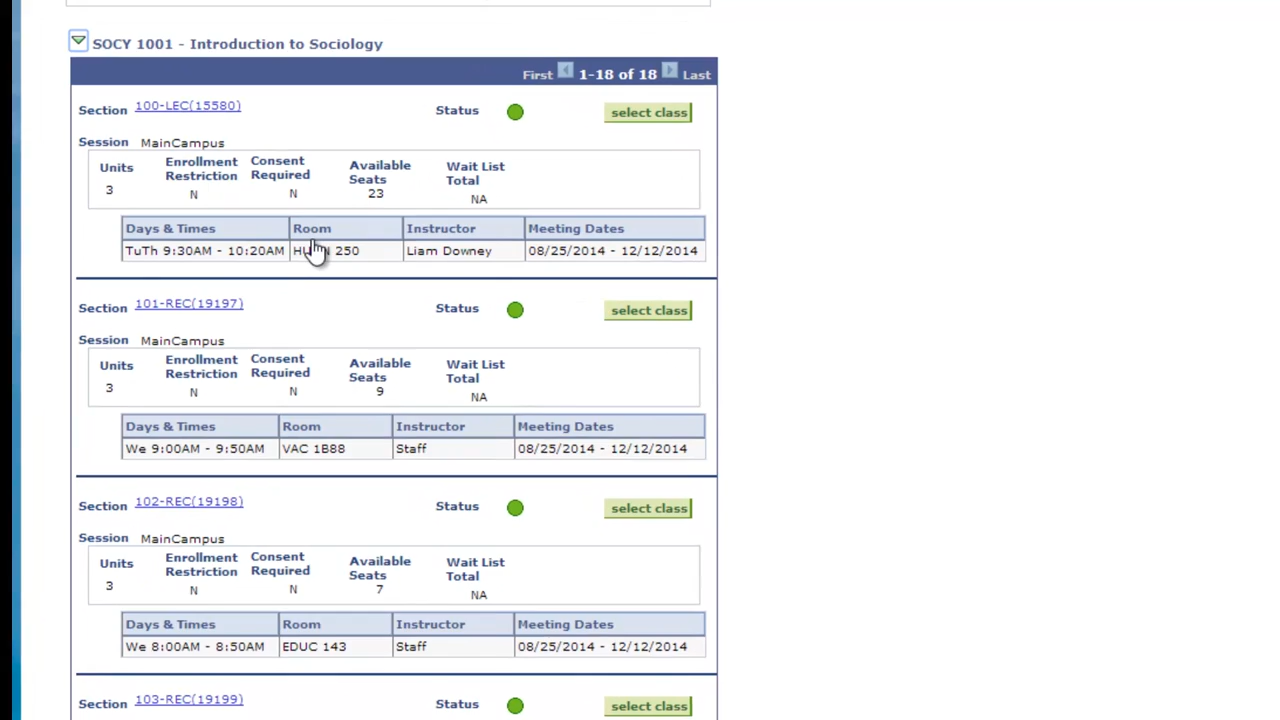 SOCY 1001 - Introduction to Sociology
First 1-18 of 18 Last
Section 100-LEC(15580) Status select class
Session MainCampus
Units Enrollment Restriction Consent Required Available Seats Wait List Total
3 N N 23 NA
Days & Times Room Instructor Meeting Dates
TuTh 9:30AM - 10:20AM 250 Liam Downey 08/25/2014 - 12/12/2014
Section 101-REC(19197) Status select class
Session MainCampus
Units Enrollment Restriction Consent Required Available Seats Wait List Total
3 N N 9 NA
Days & Times Room Instructor Meeting Dates
We 9:00AM - 9:50AM VAC 1B88 Staff 08/25/2014 - 12/12/2014
Section 102-REC(19198) Status select class
Session MainCampus
Units Enrollment Restriction Consent Required Available Seats Wait List Total
3 N N 7 NA
Days & Times Room Instructor Meeting Dates
We 8:00AM - 8:50AM EDUC 143 Staff 08/25/2014 - 12/12/2014
Section 103-REC(19199) Status select class